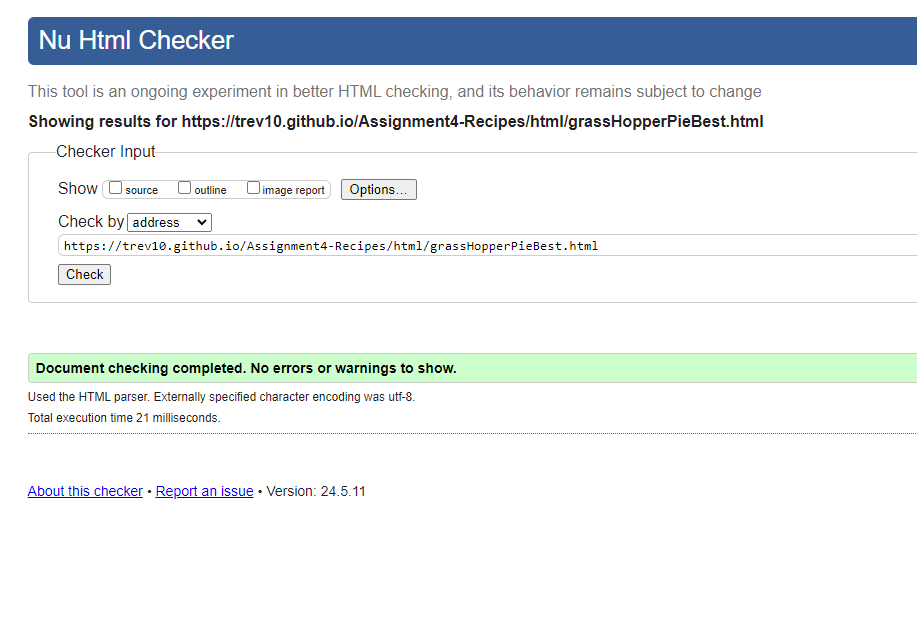 Nu Html Checker
This tool is an ongoing experiment in better HTML checking, and its behavior remains subject to change
Showing results for https://trev10.github.io/Assignment4-Recipes/html/grassHopperPieBest.html
Checker Input
Show source outline image report Options...
Check by address
https://trev10.github.io/Assignment4-Recipes/html/grassHopperPieBest.html
Check
Document checking completed. No errors or warnings to show.
Used the HTML parser. Externally specified character encoding was utf-8.
Total execution time 21 milliseconds.
About this checker • Report an issue • Version: 24.5.11